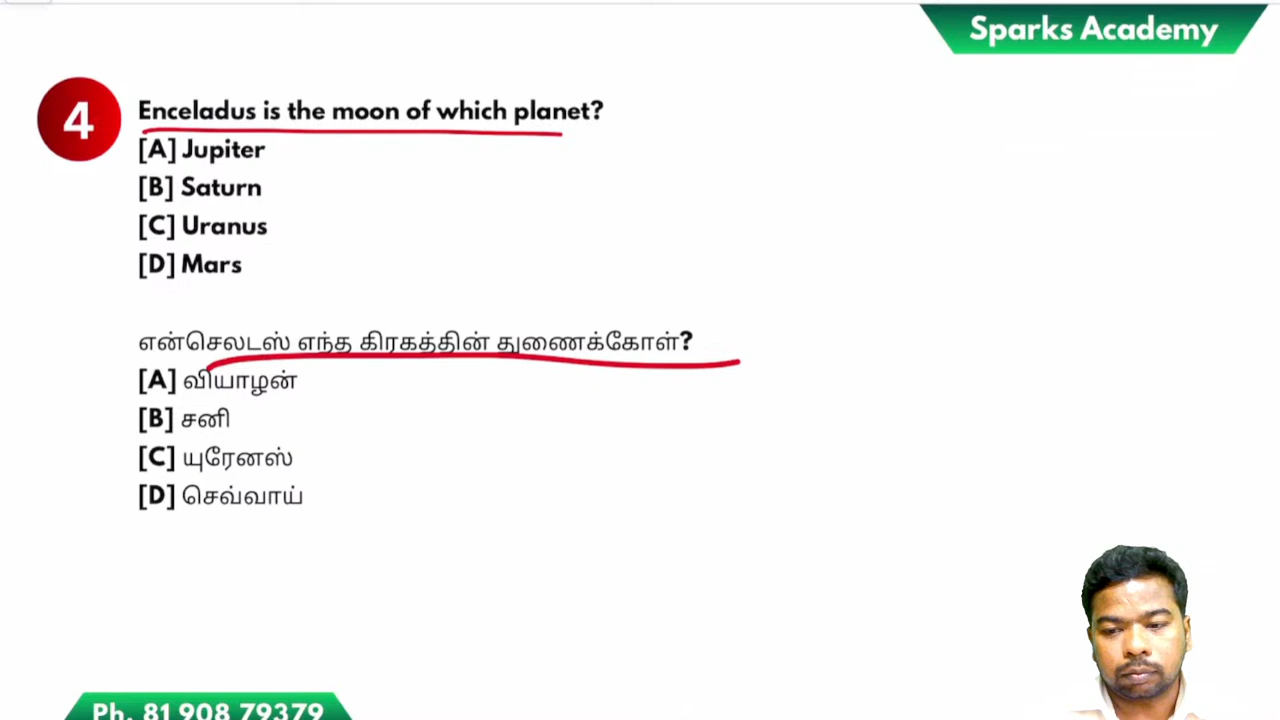 Sparks Academy
4
Enceladus is the moon of which planet?
[A] Jupiter
[B] Saturn
[C] Uranus
[D] Mars
என்செலடஸ் எந்த கிரகத்தின் துணைக்கோள்?
[A] வியாழன்
[B] சனி
[C] யுரேனஸ்
[D] செவ்வாய்
Ph. 81 908 79379